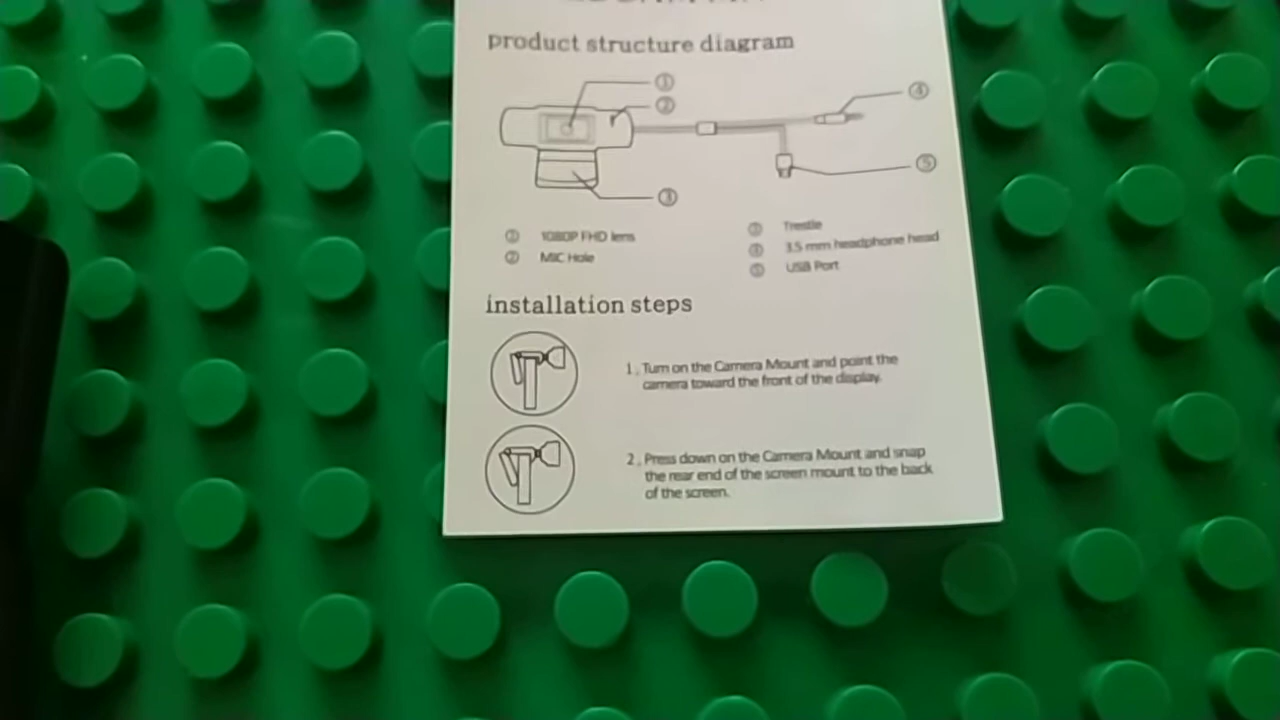 product structure diagram
①
②
③
④
⑤
① 1080P FHD lens
② MIC Hole
③ Trestle
④ 3.5 mm headphone head
⑤ USB Port
installation steps
1. Turn on the Camera Mount and point the
camera toward the front of the display.
2. Press down on the Camera Mount and snap
the rear end of the screen mount to the back
of the screen.